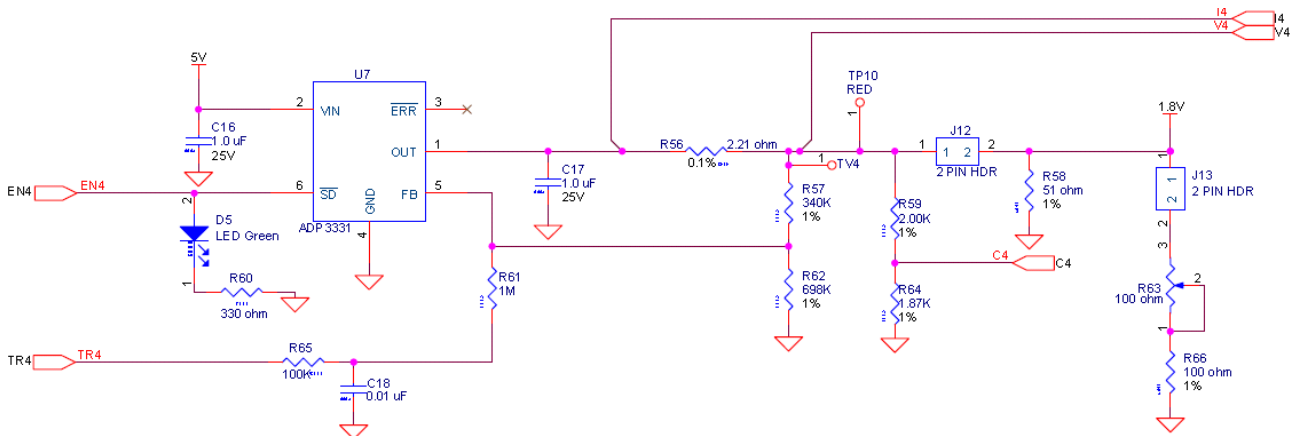 I4
I4
V4
V4
5V
U7
TP10
RED
1
1.8V
2
VIN
ERR
3
C16
1.0 uF
25V
OUT
1
R56
2.21 ohm
0.1%
1
TV4
J12
1
1 2
2
2 PIN HDR
1
J13
2 1
2 PIN HDR
2
C17
1.0 uF
25V
R57
340K
1%
R59
2.00K
1%
R58
51 ohm
1%
EN4
EN4
6
SD
FB
5
GND
4
ADP3331
2
D5
LED Green
1
R60
330 ohm
R61
1M
R62
698K
1%
C4
C4
R64
1.87K
1%
3
R63
100 ohm
2
1
TR4
TR4
R65
100K
C18
0.01 uF
R66
100 ohm
1%